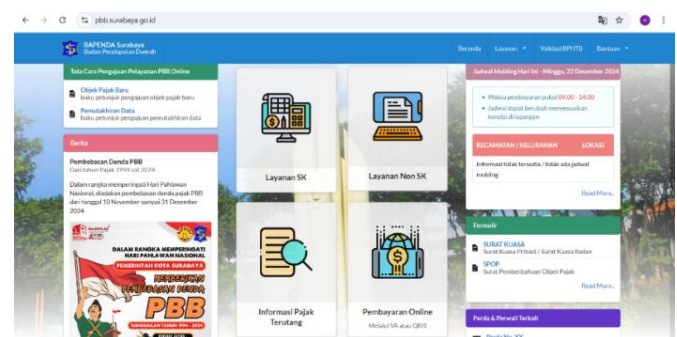 pbb.surabaya.go.id
BAPENDA Surabaya
Badan Pendapatan Daerah
Beranda Layanan Validasi BPHTB Bantuan
Tata Cara Pengajuan Pelayanan PBB Online
Objek Pajak Baru
buku petunjuk pengajuan objek pajak baru
Pemutakhiran Data
buku petunjuk pengajuan pemutakhiran data
Berita
Pembebasan Denda PBB
Dari tahun Pajak 1994 s/d 2024
Dalam rangka memperingati Hari Pahlawan
Nasional, diadakan pembebasan denda pajak PBB
dari tanggal 10 November sampai 31 Desember
2024
DALAM RANGKA MEMPERINGATI
HARI PAHLAWAN NASIONAL
PEMERINTAH KOTA SURABAYA
MEMBERIKAN
PEMBEBASAN DENDA
PBB
TUNGGAKAN TAHUN 1994 - 2024
Layanan SK
Layanan Non SK
Informasi Pajak
Terutang
Pembayaran Online
Melalui VA atau QRIS
Jadwal Mobling Hari Ini - Minggu, 22 Desember 2024
Waktu pembayaran pukul 09.00 - 14.00
Jadwal dapat berubah menyesuaikan
kondisi di lapangan
KECAMATAN / KELURAHAN LOKASI
Informasi tidak tersedia / tidak ada jadwal
mobling
Read More..
Formulir
SURAT KUASA
Surat Kuasa Pribadi / Surat Kuasa Badan
SPOP
Surat Pemberitahuan Objek Pajak
Read More..
Perda & Perwali Terkait